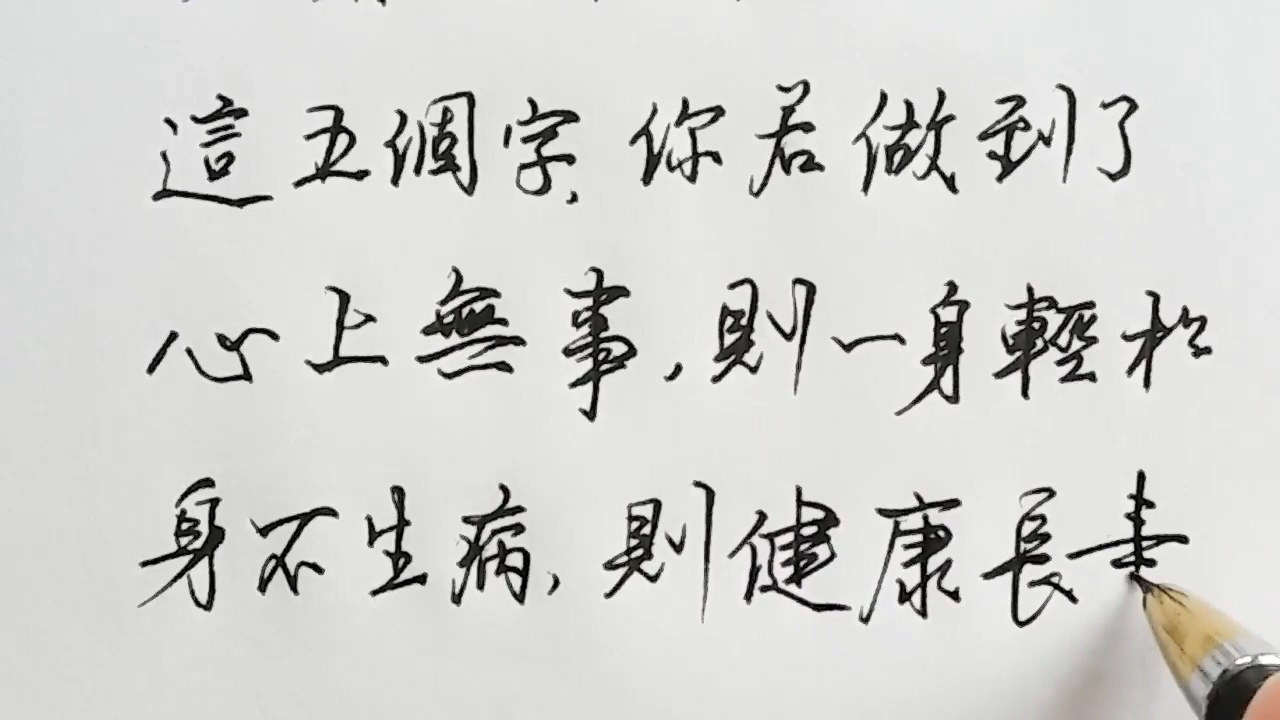 這五個字,你若做到了
心上無事,則一身輕松
身不生病,則健康長